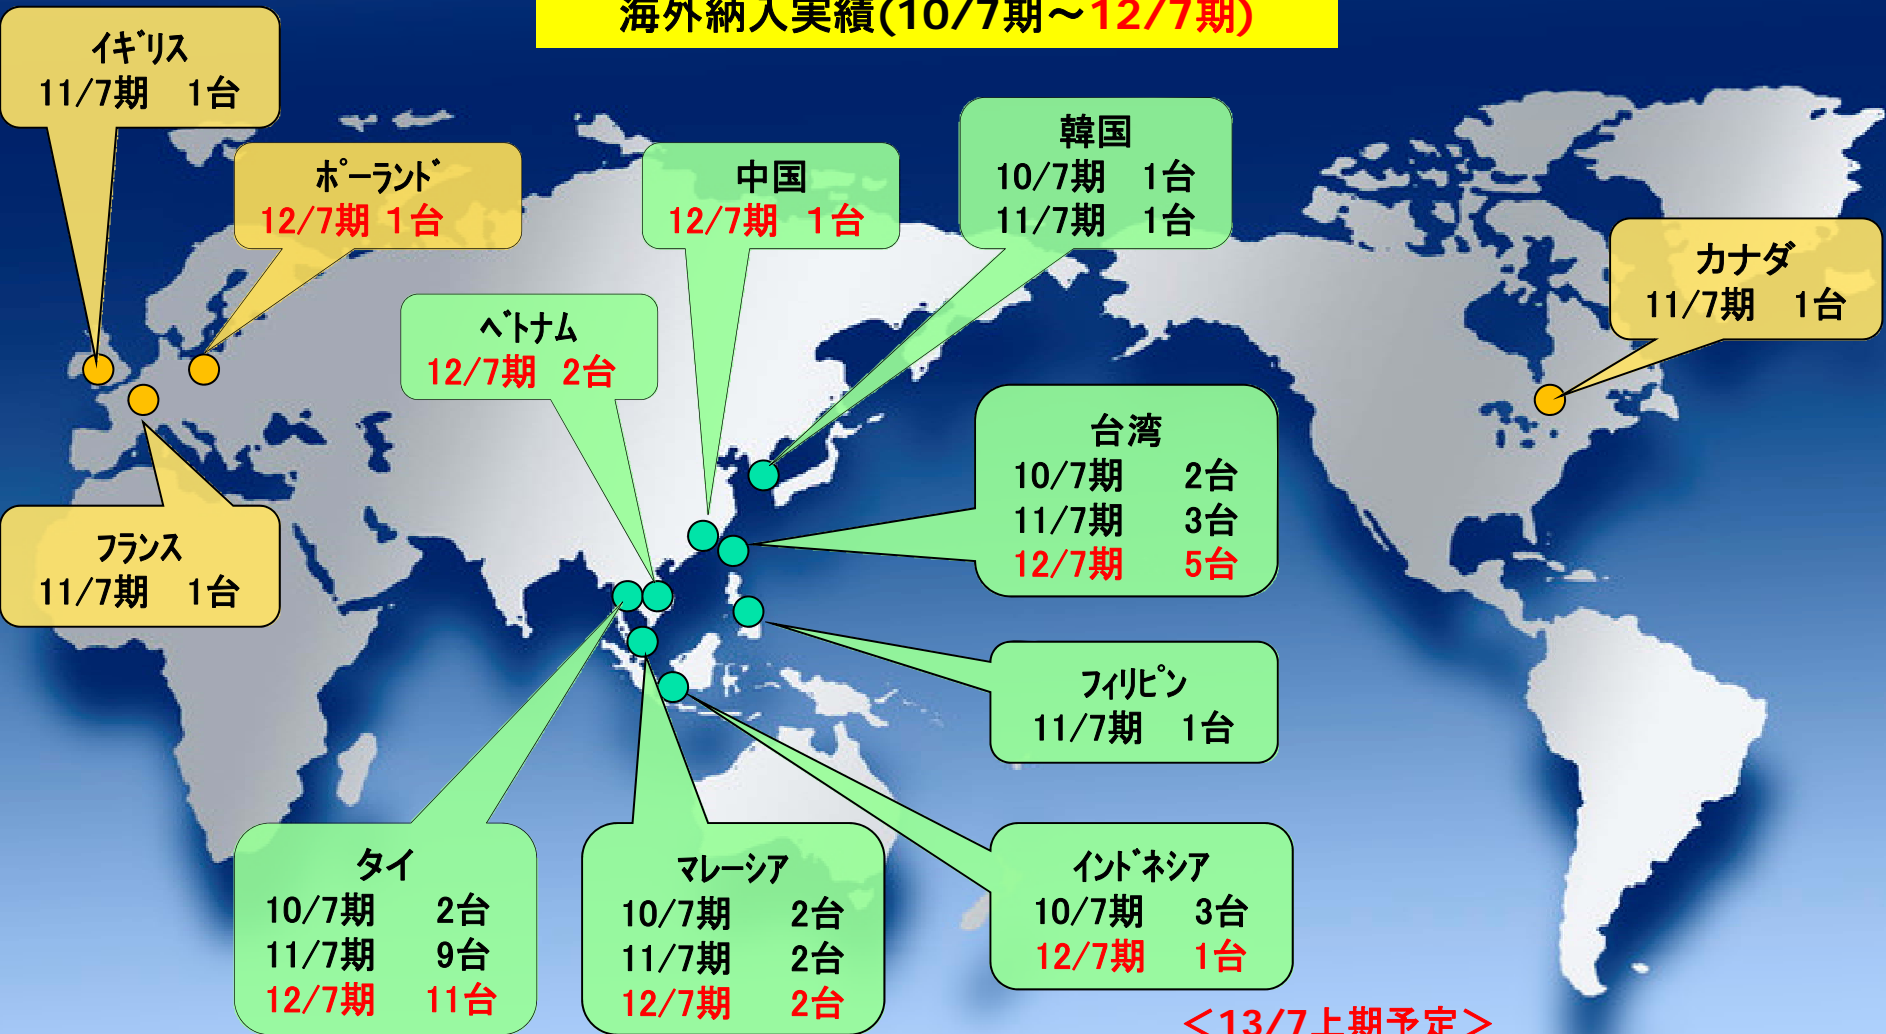 海外納入実績(10/7期～12/7期)
イギリス
11/7期 1台
ポーランド
12/7期 1台
中国
12/7期 1台
韓国
10/7期 1台
11/7期 1台
カナダ
11/7期 1台
ベトナム
12/7期 2台
台湾
10/7期 2台
11/7期 3台
12/7期 5台
フランス
11/7期 1台
フィリピン
11/7期 1台
タイ
10/7期 2台
11/7期 9台
12/7期 11台
マレーシア
10/7期 2台
11/7期 2台
12/7期 2台
インドネシア
10/7期 3台
12/7期 1台
＜13/7上期予定＞